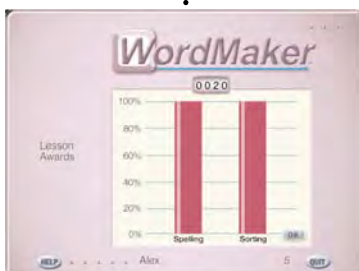 WordMaker
0020
100%
80%
60%
40%
20%
0%
Lesson
Awards
Spelling Sorting OK
HELP Alex 5 QUIT